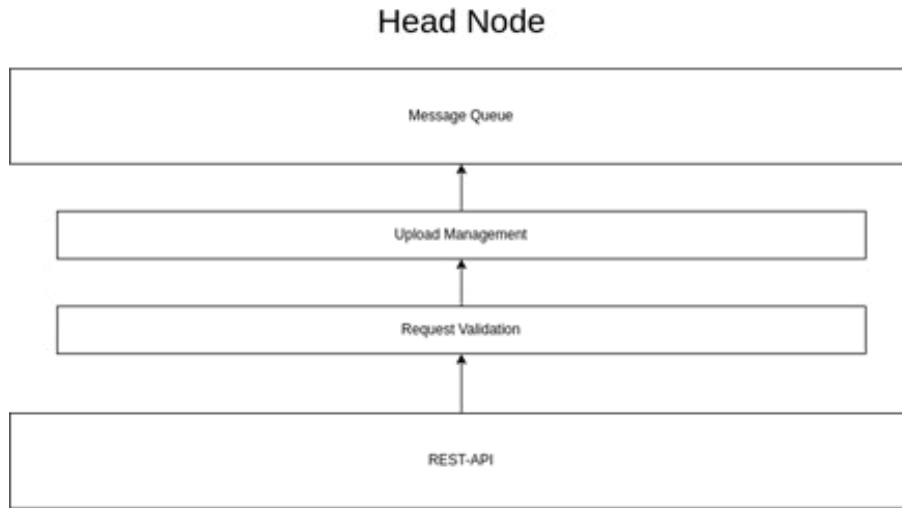 Head Node
Message Queue
Upload Management
Request Validation
REST-API